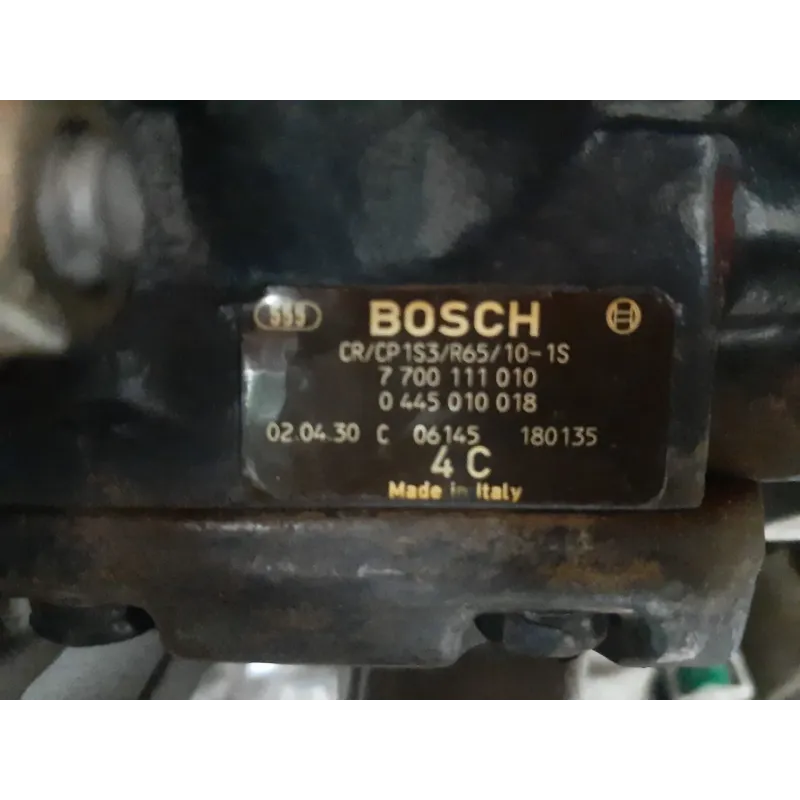 555 BOSCH
CR/CP1S3/R65/10-1S
7 700 111 010
0 445 010 018
02.04.30 C 06145 180135
4 C
Made in Italy